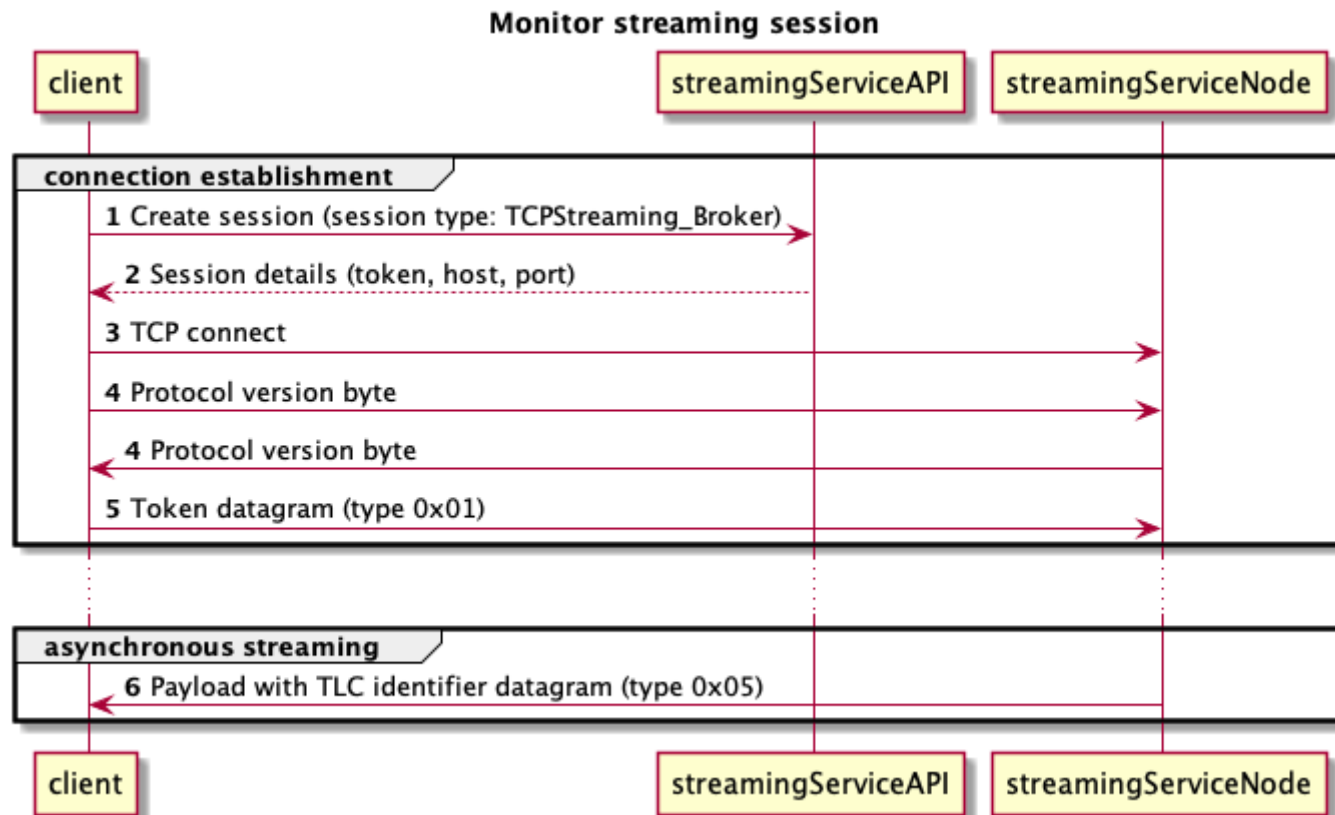 Monitor streaming session
client
streamingServiceAPI
streamingServiceNode
connection establishment
1 Create session (session type: TCPStreaming_Broker)
2 Session details (token, host, port)
3 TCP connect
4 Protocol version byte
4 Protocol version byte
5 Token datagram (type 0x01)
asynchronous streaming
6 Payload with TLC identifier datagram (type 0x05)
client
streamingServiceAPI
streamingServiceNode